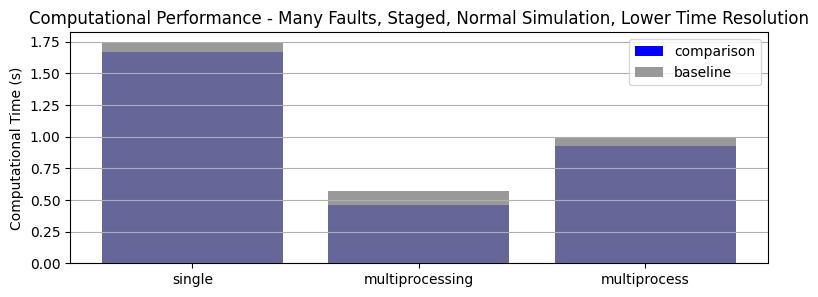 Computational Performance - Many Faults, Staged, Normal Simulation, Lower Time Resolution
Computational Time (s)
1.75
1.50
1.25
1.00
0.75
0.50
0.25
0.00
comparison
baseline
single
multiprocessing
multiprocess